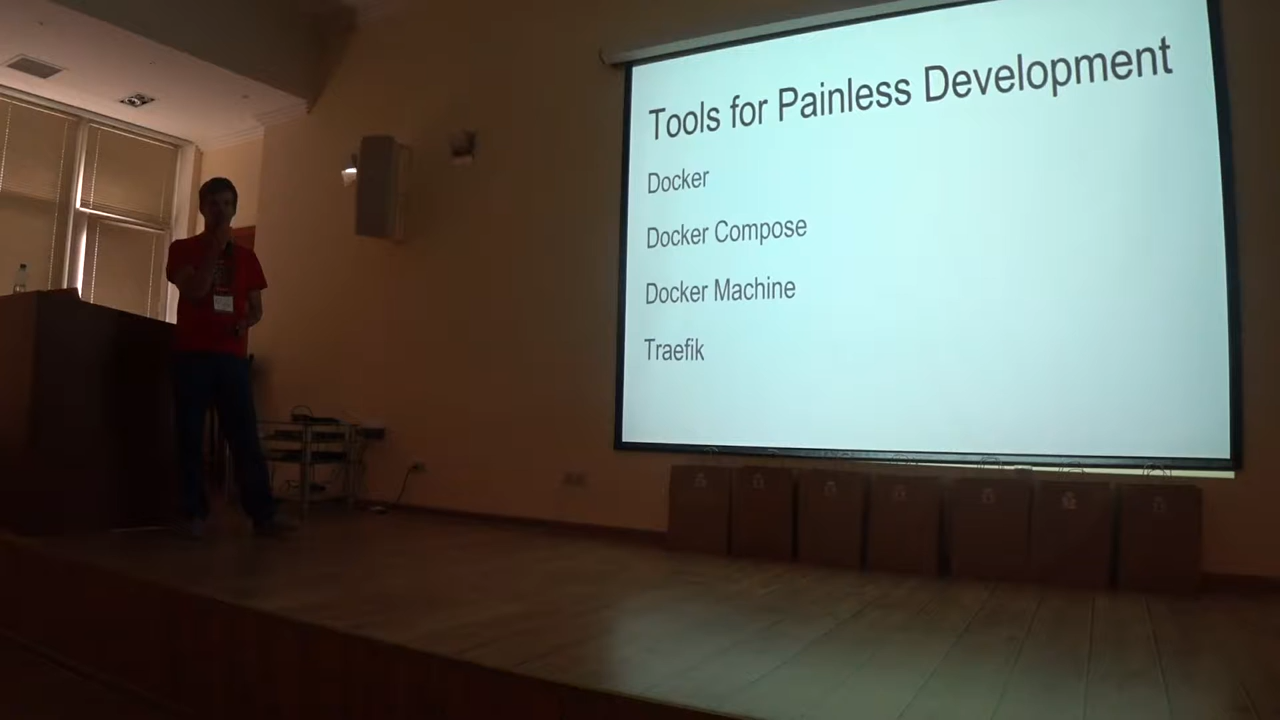 Tools for Painless Development
Docker
Docker Compose
Docker Machine
Traefik